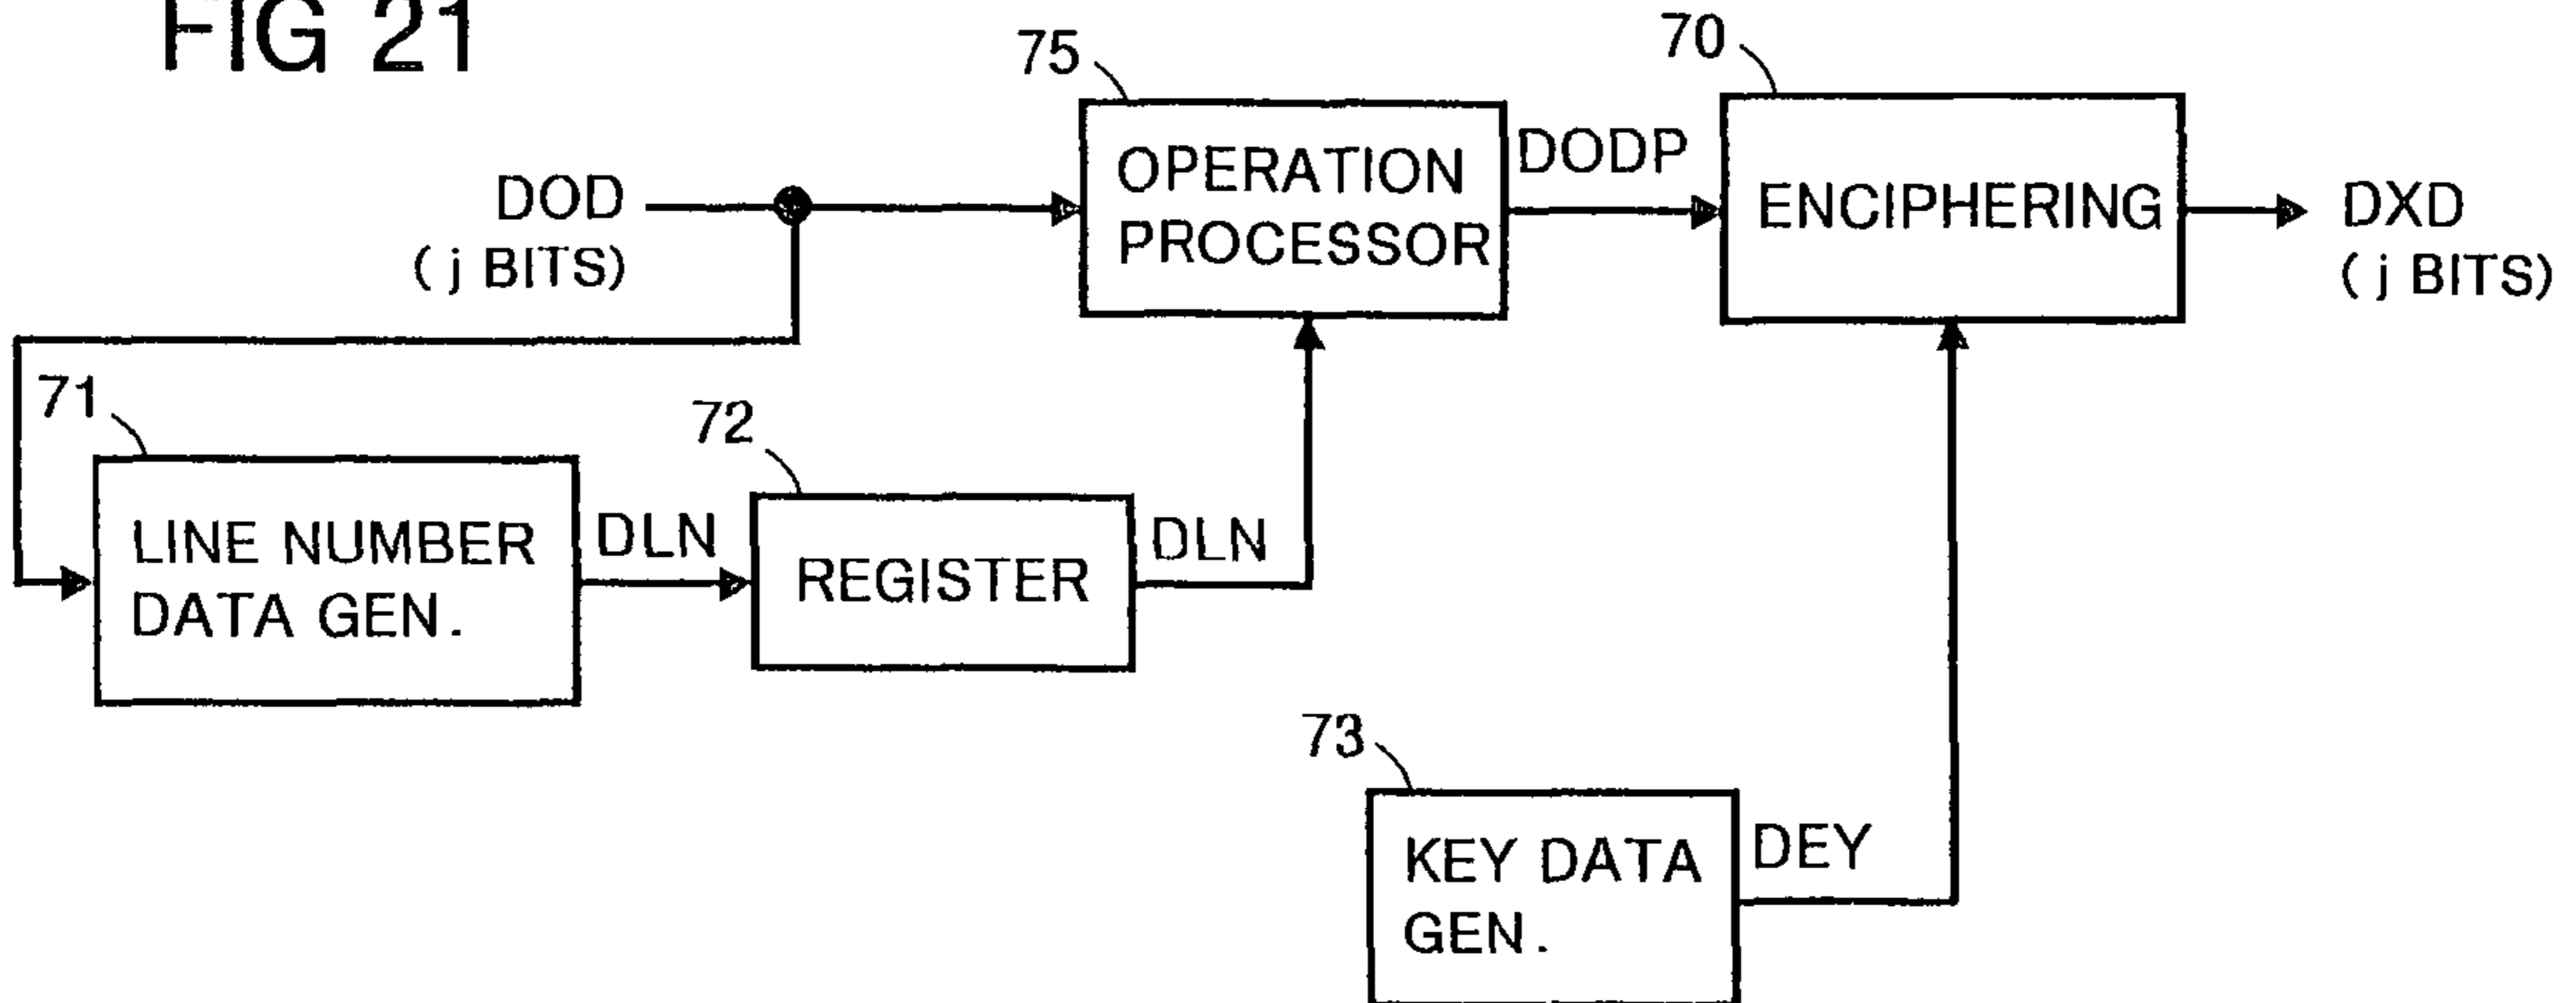 FIG 21
75
70
DOD
( j BITS)
OPERATION
PROCESSOR
DODP
ENCIPHERING
DXD
( j BITS)
71
72
LINE NUMBER
DATA GEN.
DLN
REGISTER
DLN
73
KEY DATA
GEN.
DEY